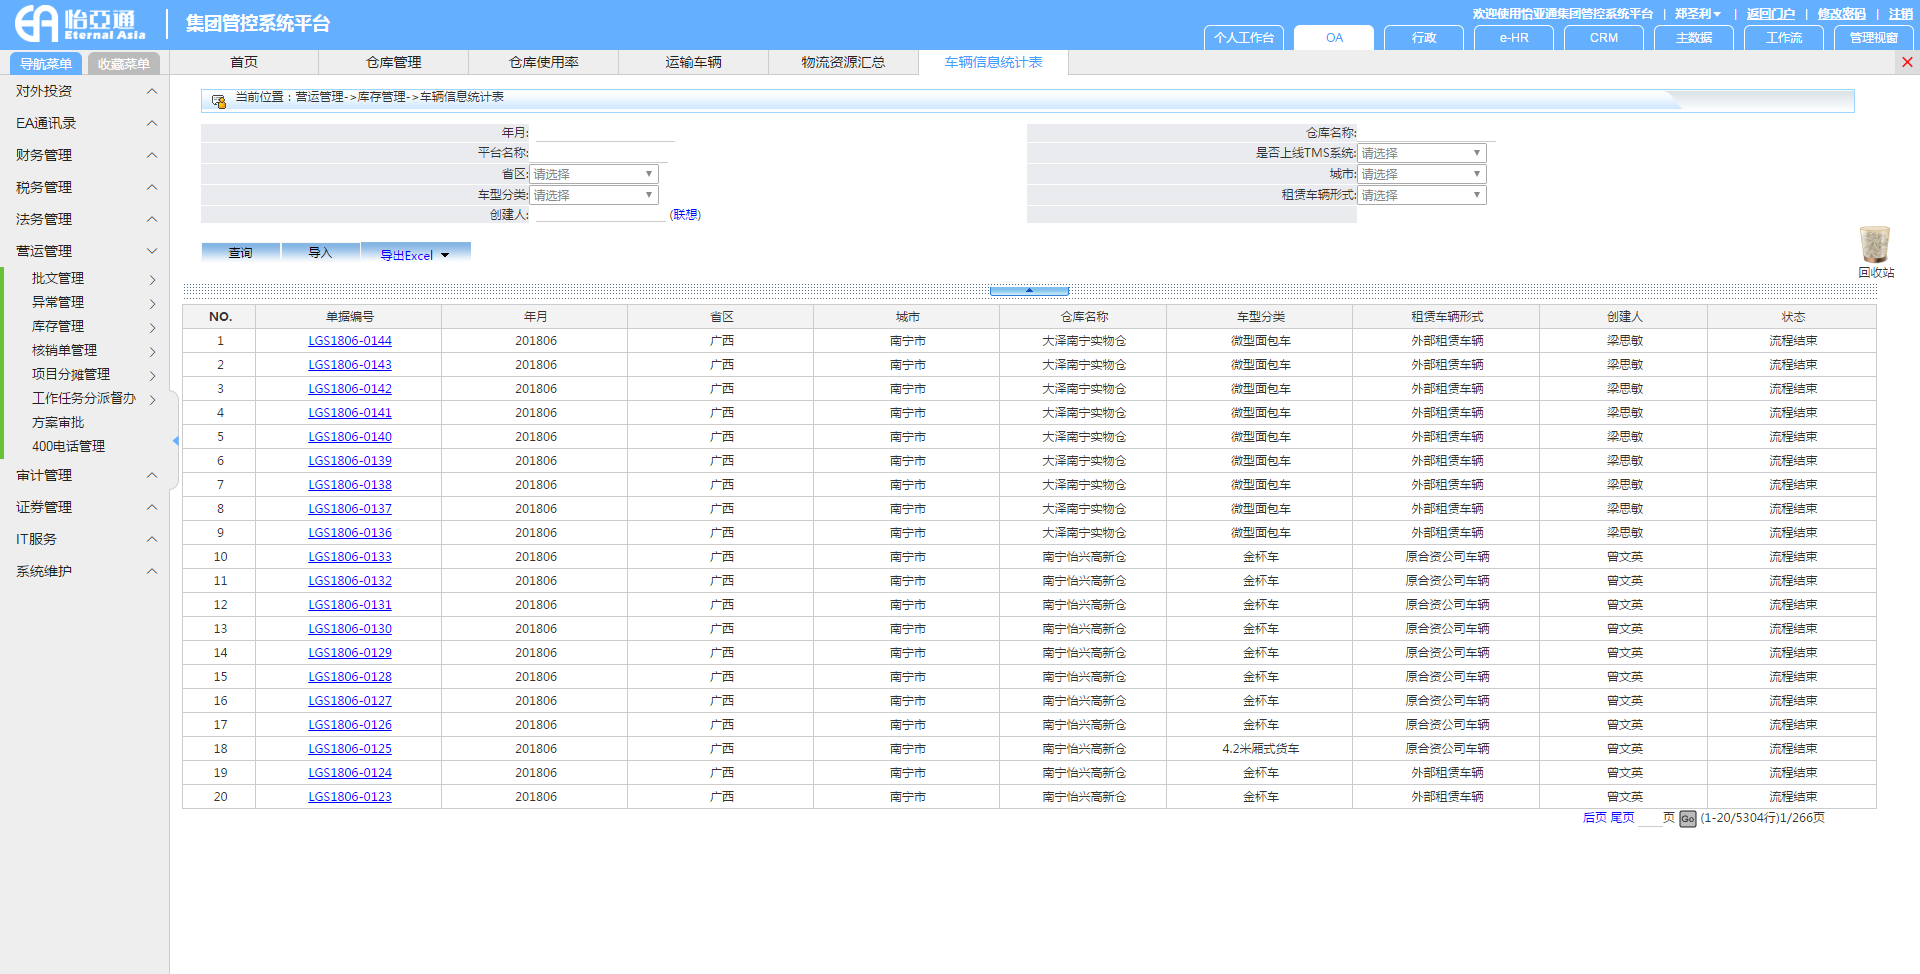 怡亞通 Eternal Asia 集团管控系统平台
欢迎使用怡亚通集团管控系统平台 | 郑圣利 | 返回门户 | 修改密码 | 注销
个人工作台 OA 行政 e-HR CRM 主数据 工作流 管理视窗
导航菜单 收藏菜单 首页 仓库管理 仓库使用率 运输车辆 物流资源汇总 车辆信息统计表
对外投资
EA通讯录
财务管理
税务管理
法务管理
营运管理
批文管理
异常管理
库存管理
核销单管理
项目分摊管理
工作任务分派督办
方案审批
400电话管理
审计管理
证券管理
IT服务
系统维护
当前位置：营运管理->库存管理->车辆信息统计表
年月: 仓库名称:
平台名称: 是否上线TMS系统: 请选择
省区: 请选择 城市: 请选择
车型分类: 请选择 租赁车辆形式: 请选择
创建人: (联想)
查询 导入 导出Excel
回收站
NO. 单据编号 年月 省区 城市 仓库名称 车型分类 租赁车辆形式 创建人 状态
1 LGS1806-0144 201806 广西 南宁市 大泽南宁实物仓 微型面包车 外部租赁车辆 梁思敏 流程结束
2 LGS1806-0143 201806 广西 南宁市 大泽南宁实物仓 微型面包车 外部租赁车辆 梁思敏 流程结束
3 LGS1806-0142 201806 广西 南宁市 大泽南宁实物仓 微型面包车 外部租赁车辆 梁思敏 流程结束
4 LGS1806-0141 201806 广西 南宁市 大泽南宁实物仓 微型面包车 外部租赁车辆 梁思敏 流程结束
5 LGS1806-0140 201806 广西 南宁市 大泽南宁实物仓 微型面包车 外部租赁车辆 梁思敏 流程结束
6 LGS1806-0139 201806 广西 南宁市 大泽南宁实物仓 微型面包车 外部租赁车辆 梁思敏 流程结束
7 LGS1806-0138 201806 广西 南宁市 大泽南宁实物仓 微型面包车 外部租赁车辆 梁思敏 流程结束
8 LGS1806-0137 201806 广西 南宁市 大泽南宁实物仓 微型面包车 外部租赁车辆 梁思敏 流程结束
9 LGS1806-0136 201806 广西 南宁市 大泽南宁实物仓 微型面包车 外部租赁车辆 梁思敏 流程结束
10 LGS1806-0133 201806 广西 南宁市 南宁怡兴高新仓 金杯车 原合资公司车辆 曾文英 流程结束
11 LGS1806-0132 201806 广西 南宁市 南宁怡兴高新仓 金杯车 原合资公司车辆 曾文英 流程结束
12 LGS1806-0131 201806 广西 南宁市 南宁怡兴高新仓 金杯车 原合资公司车辆 曾文英 流程结束
13 LGS1806-0130 201806 广西 南宁市 南宁怡兴高新仓 金杯车 原合资公司车辆 曾文英 流程结束
14 LGS1806-0129 201806 广西 南宁市 南宁怡兴高新仓 金杯车 原合资公司车辆 曾文英 流程结束
15 LGS1806-0128 201806 广西 南宁市 南宁怡兴高新仓 金杯车 原合资公司车辆 曾文英 流程结束
16 LGS1806-0127 201806 广西 南宁市 南宁怡兴高新仓 金杯车 原合资公司车辆 曾文英 流程结束
17 LGS1806-0126 201806 广西 南宁市 南宁怡兴高新仓 金杯车 原合资公司车辆 曾文英 流程结束
18 LGS1806-0125 201806 广西 南宁市 南宁怡兴高新仓 4.2米厢式货车 原合资公司车辆 曾文英 流程结束
19 LGS1806-0124 201806 广西 南宁市 南宁怡兴高新仓 金杯车 外部租赁车辆 曾文英 流程结束
20 LGS1806-0123 201806 广西 南宁市 南宁怡兴高新仓 金杯车 外部租赁车辆 曾文英 流程结束
后页 尾页 页 Go (1-20/5304行)1/266页